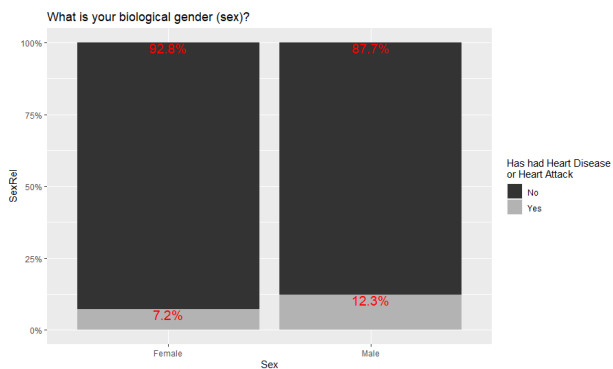 What is your biological gender (sex)?
100%
75%
50%
25%
0%
SexRel
92.8%
87.7%
7.2%
12.3%
Female
Male
Sex
Has had Heart Disease
or Heart Attack
No
Yes